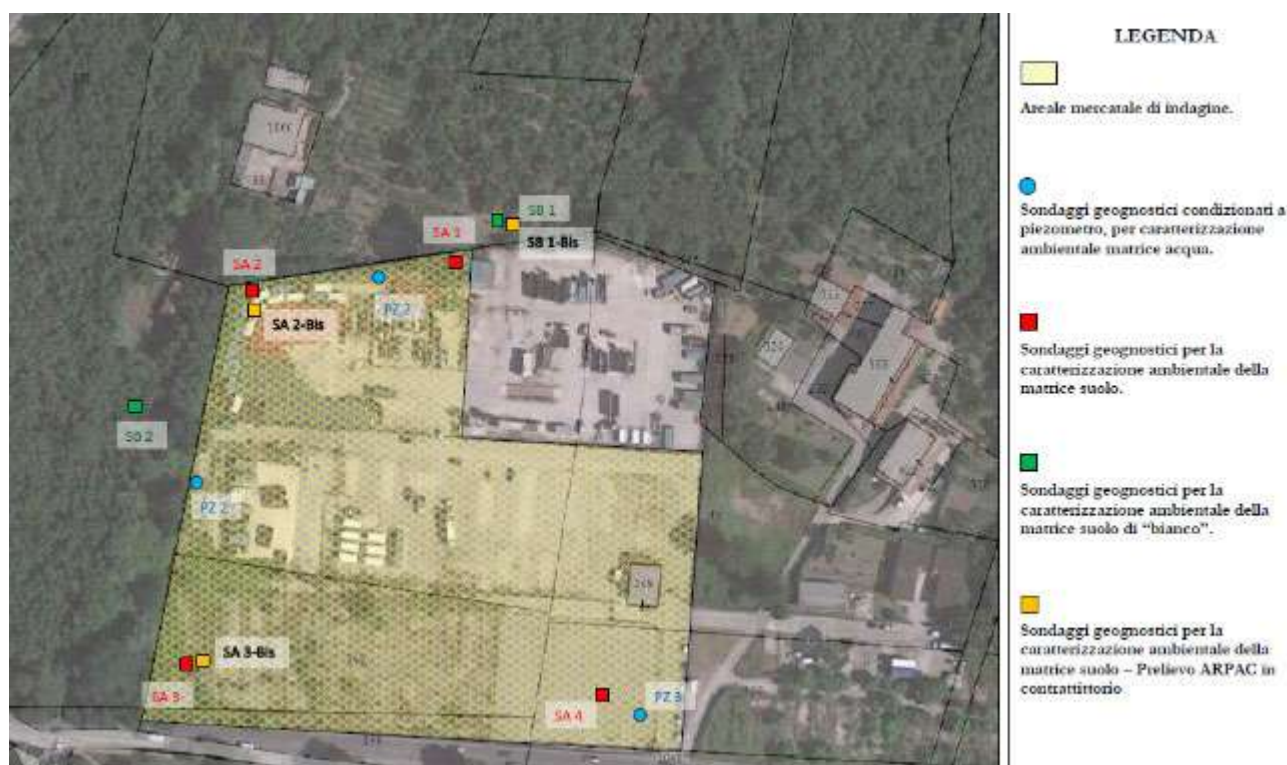 SB 1
SA 1
SB 1-Bis
SA 2
PZ 2
SA 2-Bis
SB 2
PZ 2
SA 3-Bis
SA 3
SA 4
PZ 3
LEGENDA
Areale mercatale di indagine.
Sondaggi geognostici condizionati a
piezometro, per caratterizzazione
ambientale matrice acqua.
Sondaggi geognostici per la
caratterizzazione ambientale della
matrice suolo.
Sondaggi geognostici per la
caratterizzazione ambientale della
matrice suolo di "bianco".
Sondaggi geognostici per la
caratterizzazione ambientale della
matrice suolo – Prelievo ARPAC in
contrattittorio